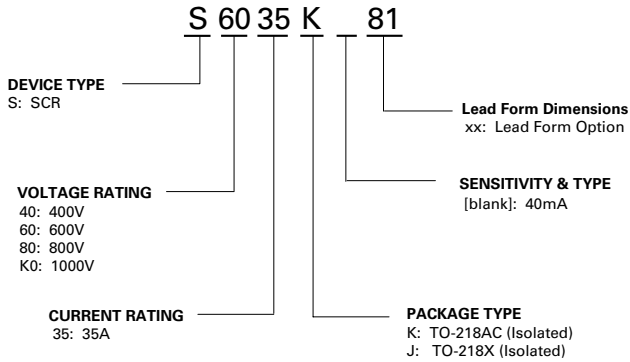 S 60 35 K _ 81
DEVICE TYPE
S: SCR
Lead Form Dimensions
xx: Lead Form Option
VOLTAGE RATING
40: 400V
60: 600V
80: 800V
K0: 1000V
SENSITIVITY & TYPE
[blank]: 40mA
CURRENT RATING
35: 35A
PACKAGE TYPE
K: TO-218AC (Isolated)
J: TO-218X (Isolated)